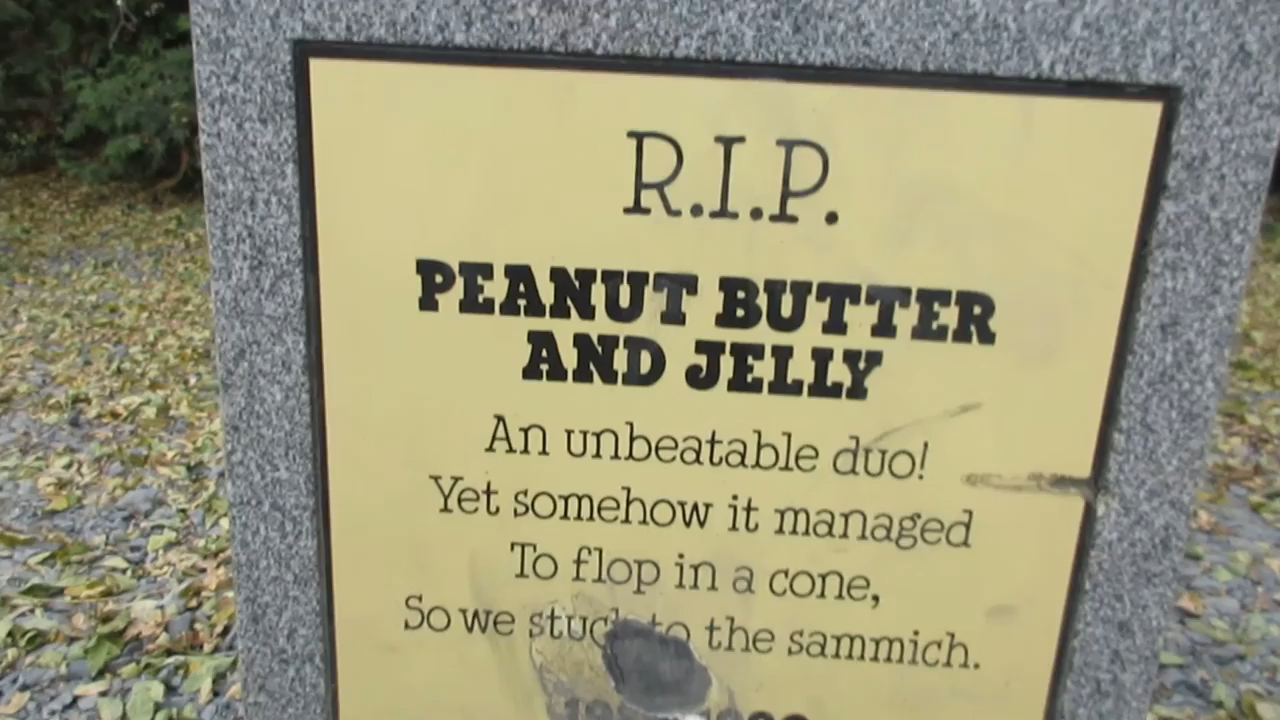 R.I.P.
PEANUT BUTTER
AND JELLY
An unbeatable duo!
Yet somehow it managed
To flop in a cone,
So we stuck to the sammich.